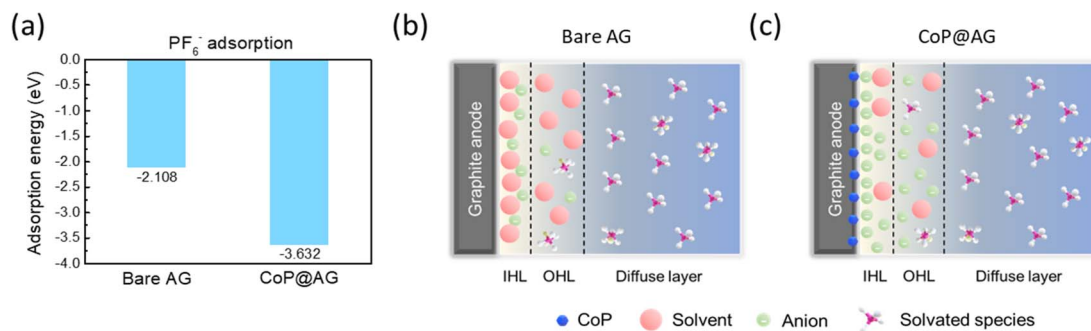 (a)
PF6- adsorption
Adsorption energy (eV)
0.0
-0.5
-1.0
-1.5
-2.0
-2.5
-3.0
-3.5
-4.0
-2.108
-3.632
Bare AG
CoP@AG
(b)
Bare AG
Graphite anode
IHL
OHL
Diffuse layer
(c)
CoP@AG
Graphite anode
IHL
OHL
Diffuse layer
CoP
Solvent
Anion
Solvated species